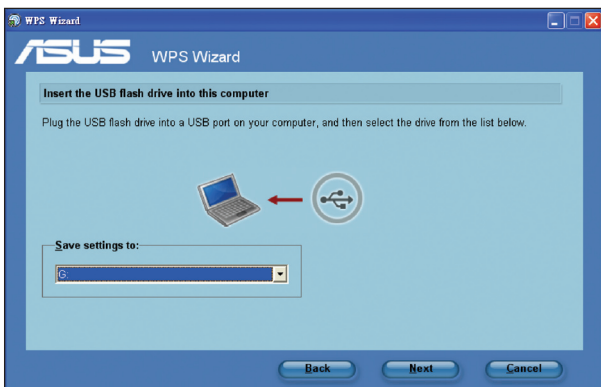 WPS Wizard
ASUS WPS Wizard
Insert the USB flash drive into this computer
Plug the USB flash drive into a USB port on your computer, and then select the drive from the list below.
Save settings to:
G:
Back Next Cancel